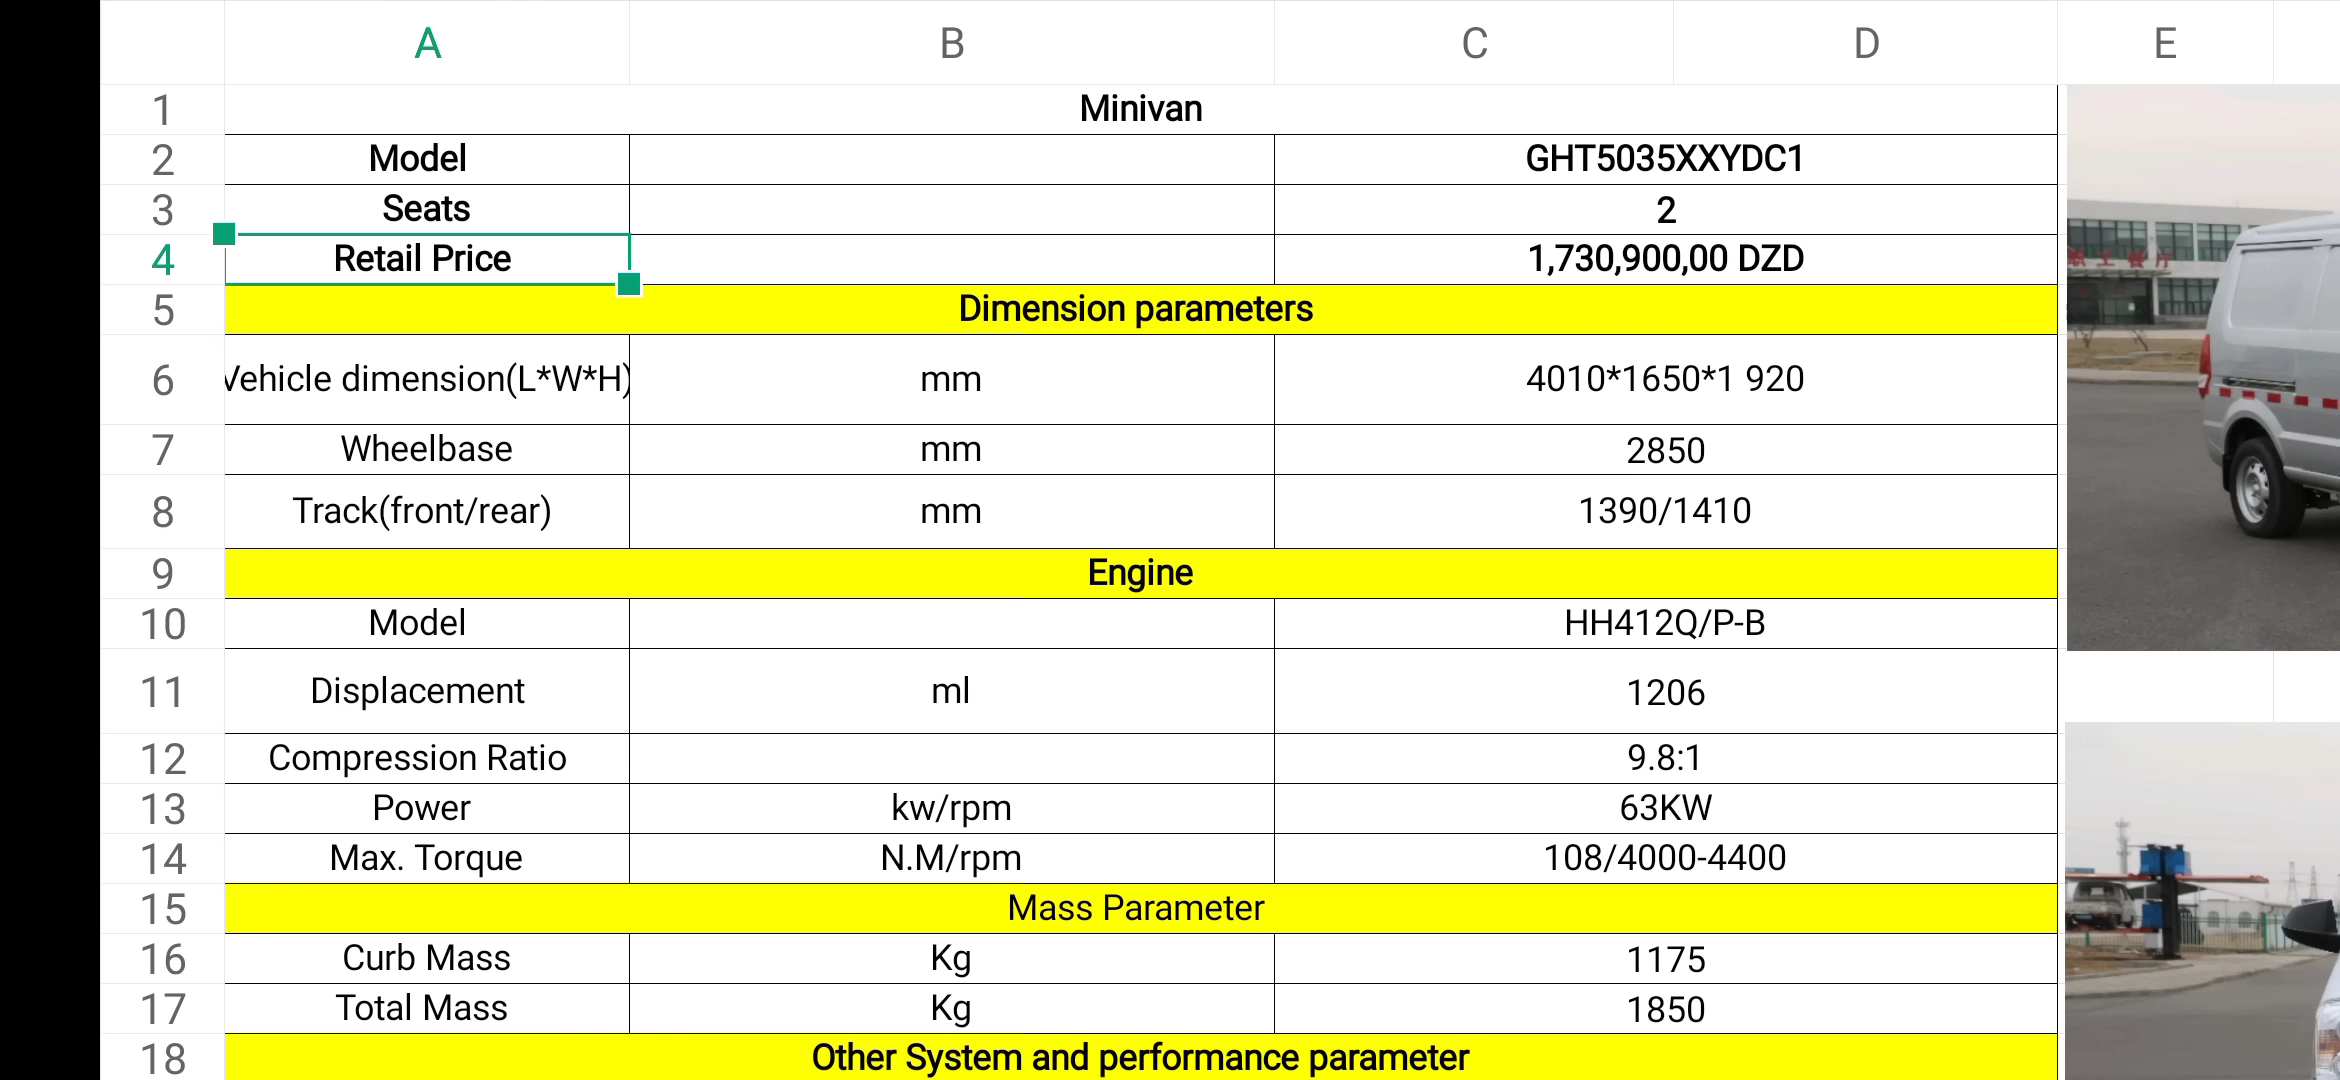 A B C D E
1 Minivan
2 Model GHT5035XXYDC1
3 Seats 2
4 Retail Price 1,730,900,00 DZD
5 Dimension parameters
6 Vehicle dimension(L*W*H) mm 4010*1650*1 920
7 Wheelbase mm 2850
8 Track(front/rear) mm 1390/1410
9 Engine
10 Model HH412Q/P-B
11 Displacement ml 1206
12 Compression Ratio 9.8:1
13 Power kw/rpm 63KW
14 Max. Torque N.M/rpm 108/4000-4400
15 Mass Parameter
16 Curb Mass Kg 1175
17 Total Mass Kg 1850
18 Other System and performance parameter